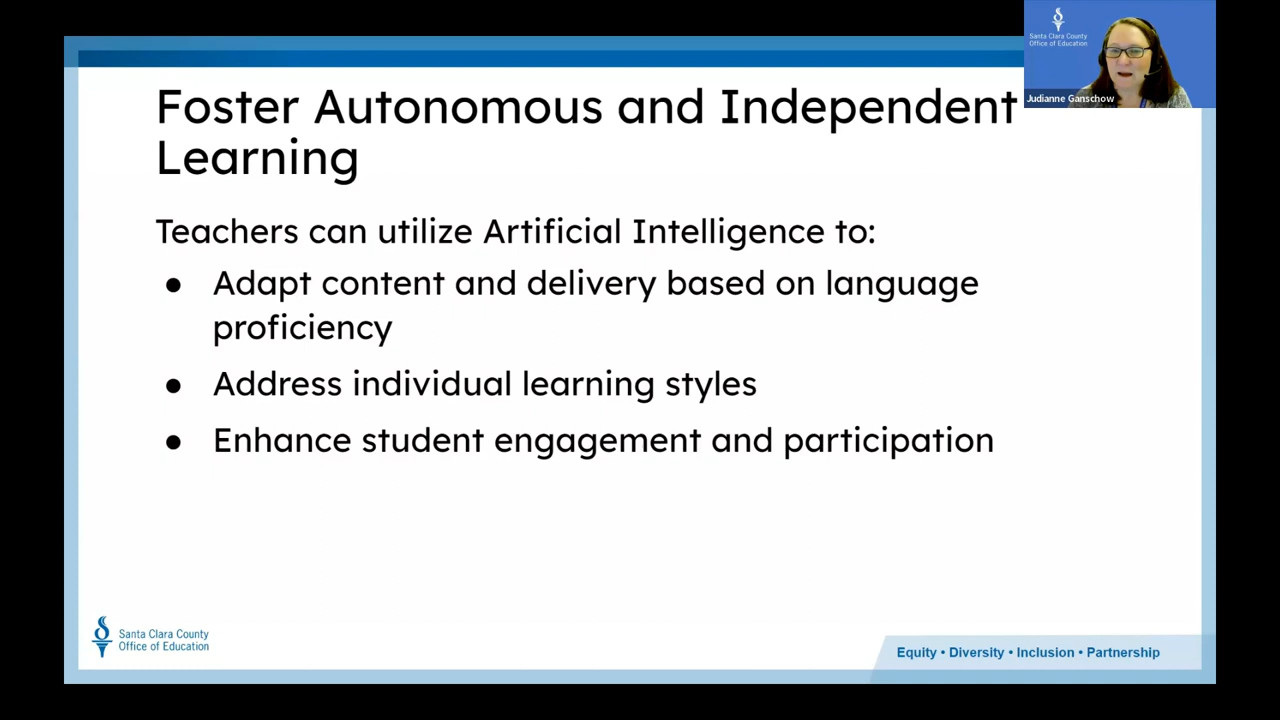 Santa Clara County
Office of Education
Judianne Ganschow
Foster Autonomous and Independent
Learning
Teachers can utilize Artificial Intelligence to:
● Adapt content and delivery based on language
proficiency
● Address individual learning styles
● Enhance student engagement and participation
Santa Clara County
Office of Education
Equity • Diversity • Inclusion • Partnership